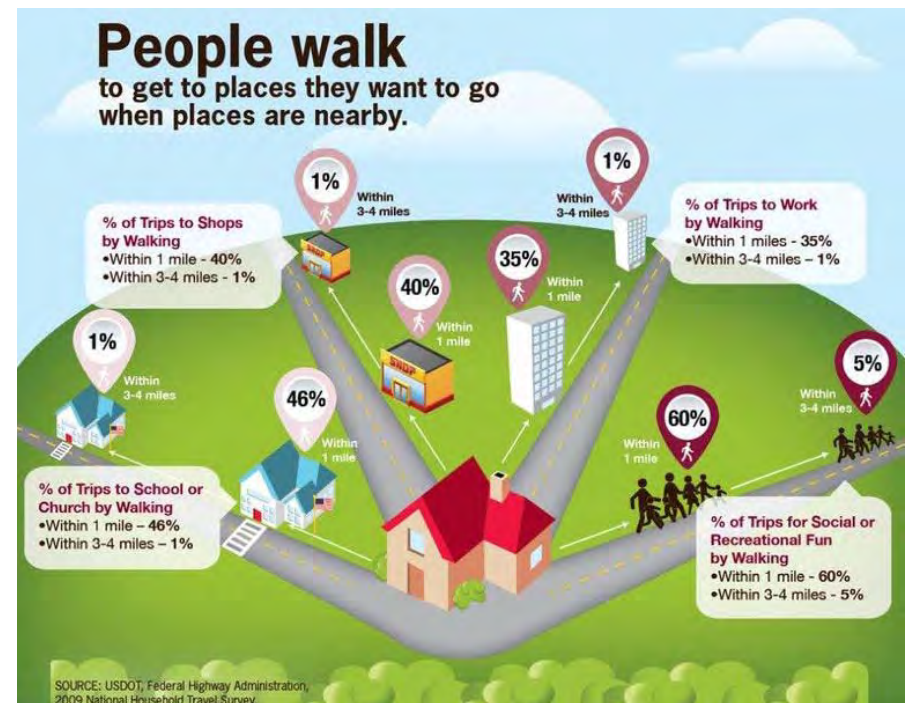 People walk
to get to places they want to go
when places are nearby.
1%
Within
3-4 miles
1%
Within
3-4 miles
% of Trips to Shops
by Walking
•Within 1 mile - 40%
•Within 3-4 miles - 1%
% of Trips to Work
by Walking
•Within 1 miles - 35%
•Within 3-4 miles – 1%
SHOP
40%
Within
1 mile
SHOP
35%
Within
1 mile
1%
Within
3-4 miles
46%
Within
1 mile
60%
Within
1 mile
5%
Within
3-4 miles
% of Trips to School or
Church by Walking
•Within 1 mile – 46%
•Within 3-4 miles – 1%
% of Trips for Social or
Recreational Fun
by Walking
•Within 1 mile - 60%
•Within 3-4 miles - 5%
SOURCE: USDOT, Federal Highway Administration,
2009 National Household Travel Survey